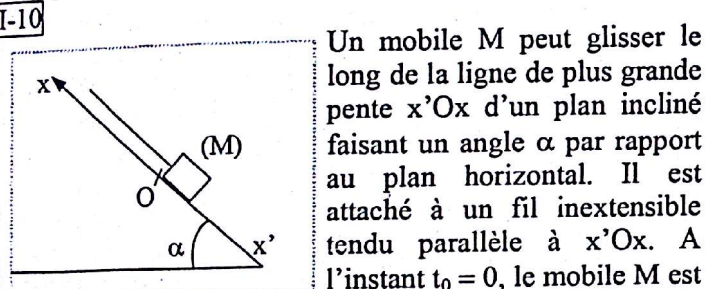 I-10
Un mobile M peut glisser le
long de la ligne de plus grande
pente x'Ox d'un plan incliné
faisant un angle α par rapport
au plan horizontal. Il est
attaché à un fil inextensible
tendu parallèle à x'Ox. A
l'instant t₀ = 0, le mobile M est
x
(M)
O
α
x'